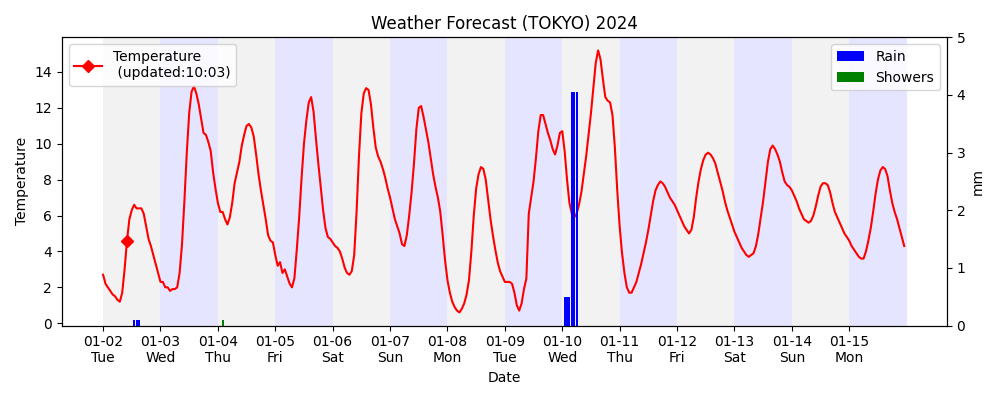 Weather Forecast (TOKYO) 2024
Temperature
(updated:10:03)
Rain
Showers
Temperature
14
12
10
8
6
4
2
0
5
4
3
2
1
0
mm
01-02 01-03 01-04 01-05 01-06 01-07 01-08 01-09 01-10 01-11 01-12 01-13 01-14 01-15
Tue Wed Thu Fri Sat Sun Mon Tue Wed Thu Fri Sat Sun Mon
Date